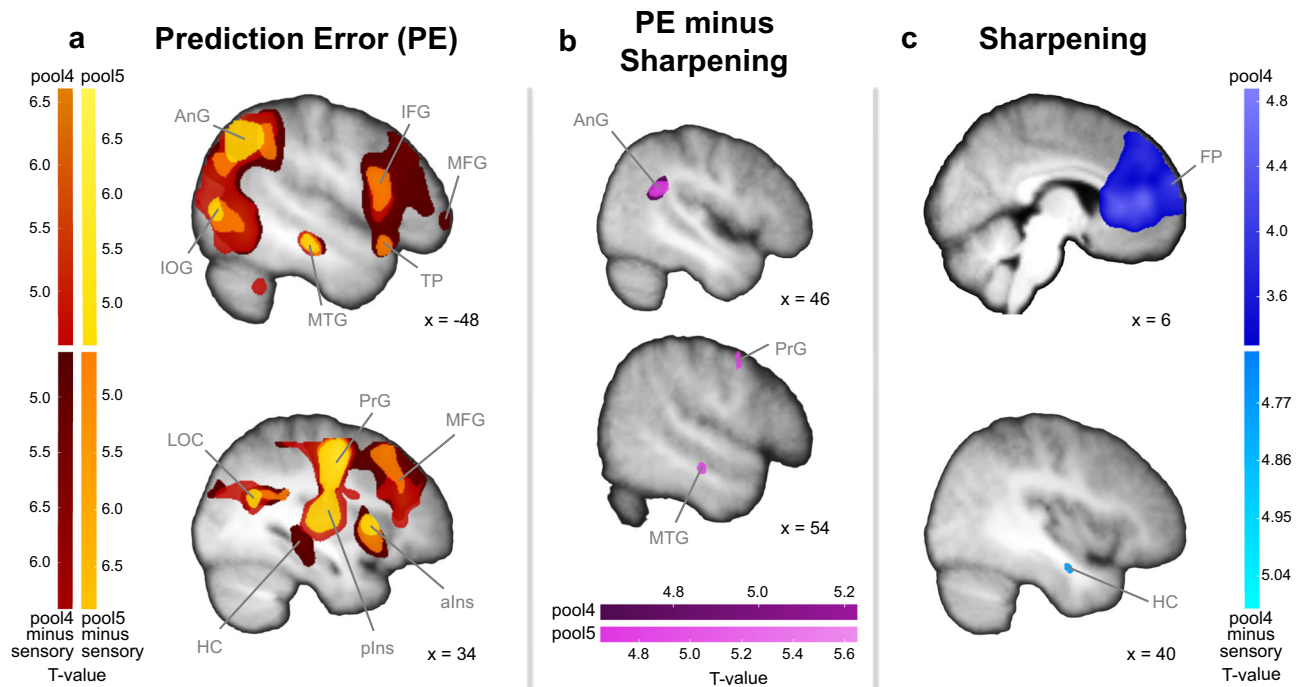 a
Prediction Error (PE)
pool4
pool5
6.5
6.0
5.5
5.0
6.5
6.0
5.5
5.0
AnG
IFG
MFG
IOG
TP
MTG
x = -48
5.0
5.5
6.5
6.0
5.0
5.5
6.0
6.5
pool4
minus
sensory
pool5
minus
sensory
T-value
PrG
MFG
LOC
HC
pIns
aIns
x = 34
b
PE minus
Sharpening
AnG
x = 46
PrG
MTG
x = 54
4.8
5.0
5.2
pool4
pool5
4.8
5.0
5.2
5.4
5.6
T-value
c
Sharpening
FP
x = 6
HC
x = 40
pool4
4.8
4.4
4.0
3.6
4.77
4.86
4.95
5.04
pool4
minus
sensory
T-value